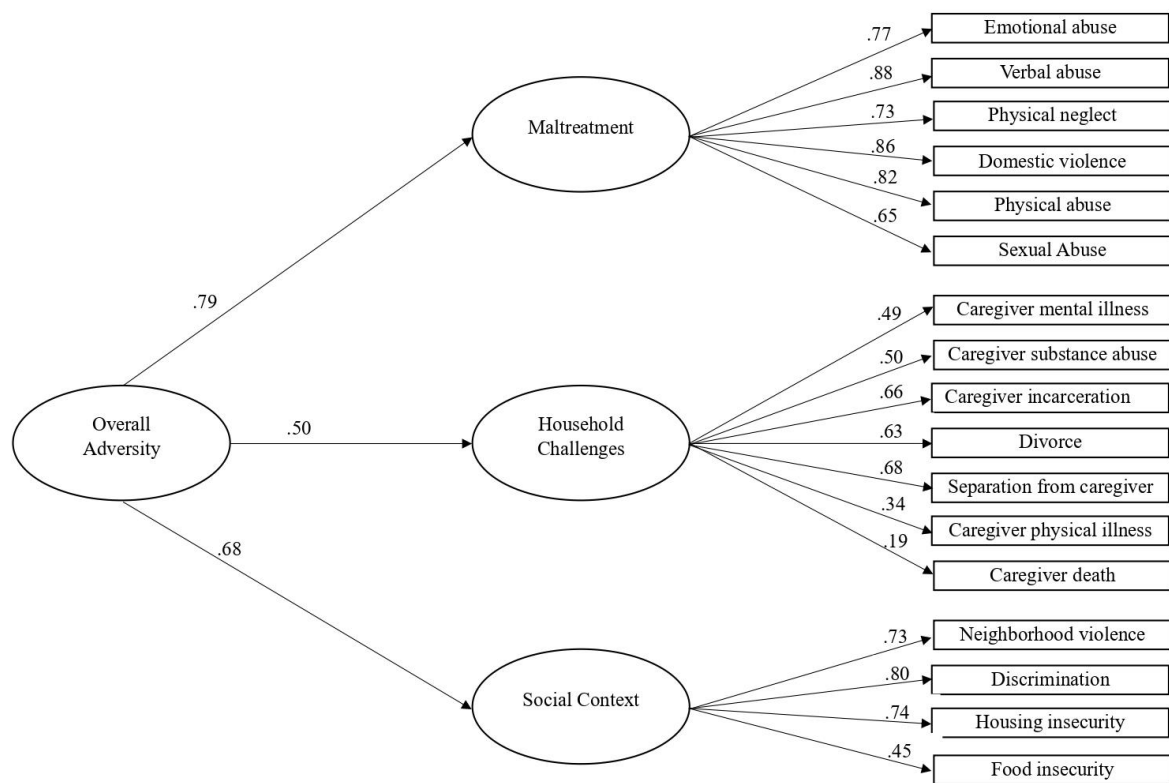 Overall
Adversity
.79
.50
.68
Maltreatment
.77
Emotional abuse
.88
Verbal abuse
.73
Physical neglect
.86
Domestic violence
.82
Physical abuse
.65
Sexual Abuse
Household
Challenges
.49
Caregiver mental illness
.50
Caregiver substance abuse
.66
Caregiver incarceration
.63
Divorce
.68
Separation from caregiver
.34
Caregiver physical illness
.19
Caregiver death
Social Context
.73
Neighborhood violence
.80
Discrimination
.74
Housing insecurity
.45
Food insecurity